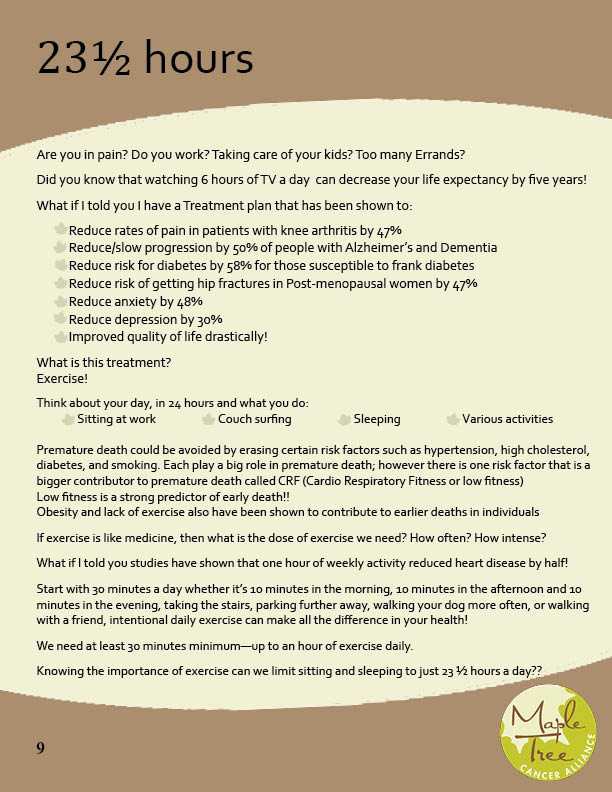 23½ hours
Are you in pain? Do you work? Taking care of your kids? Too many Errands?
Did you know that watching 6 hours of TV a day  can decrease your life expectancy by five years!
What if I told you I have a Treatment plan that has been shown to:
Reduce rates of pain in patients with knee arthritis by 47%
Reduce/slow progression by 50% of people with Alzheimer's and Dementia
Reduce risk for diabetes by 58% for those susceptible to frank diabetes
Reduce risk of getting hip fractures in Post-menopausal women by 47%
Reduce anxiety by 48%
Reduce depression by 30%
Improved quality of life drastically!
What is this treatment?
Exercise!
Think about your day, in 24 hours and what you do:
Sitting at work Couch surfing Sleeping Various activities
Premature death could be avoided by erasing certain risk factors such as hypertension, high cholesterol,
diabetes, and smoking. Each play a big role in premature death; however there is one risk factor that is a
bigger contributor to premature death called CRF (Cardio Respiratory Fitness or low fitness)
Low fitness is a strong predictor of early death!!
Obesity and lack of exercise also have been shown to contribute to earlier deaths in individuals
If exercise is like medicine, then what is the dose of exercise we need? How often? How intense?
What if I told you studies have shown that one hour of weekly activity reduced heart disease by half!
Start with 30 minutes a day whether it's 10 minutes in the morning, 10 minutes in the afternoon and 10
minutes in the evening, taking the stairs, parking further away, walking your dog more often, or walking
with a friend, intentional daily exercise can make all the difference in your health!
We need at least 30 minutes minimum—up to an hour of exercise daily.
Knowing the importance of exercise can we limit sitting and sleeping to just 23 ½ hours a day??
9
Maple
Tree
CANCER ALLIANCE